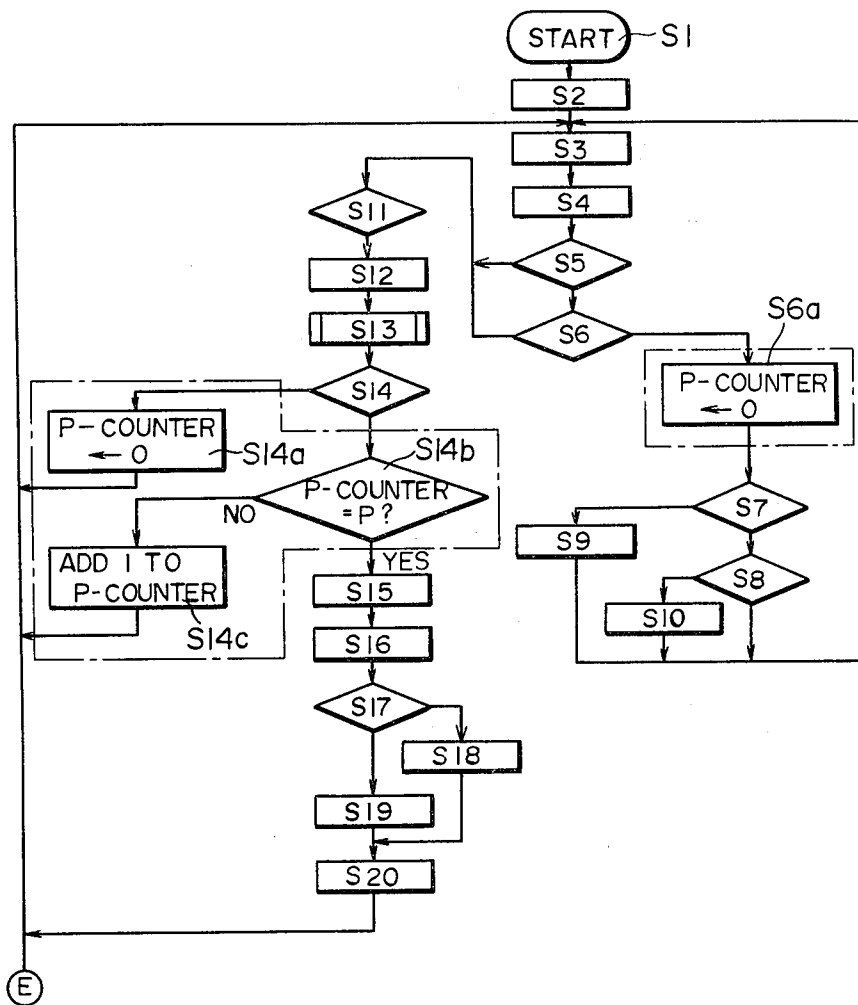 START
S1
S2
S3
S4
S11
S5
S12
S6
S6a
S13
P-COUNTER
← 0
S14
P-COUNTER
← 0
S14a
S14b
P-COUNTER
= P ?
NO
YES
S7
S9
ADD 1 TO
P-COUNTER
S14c
S8
S15
S10
S16
S17
S18
S19
S20
E